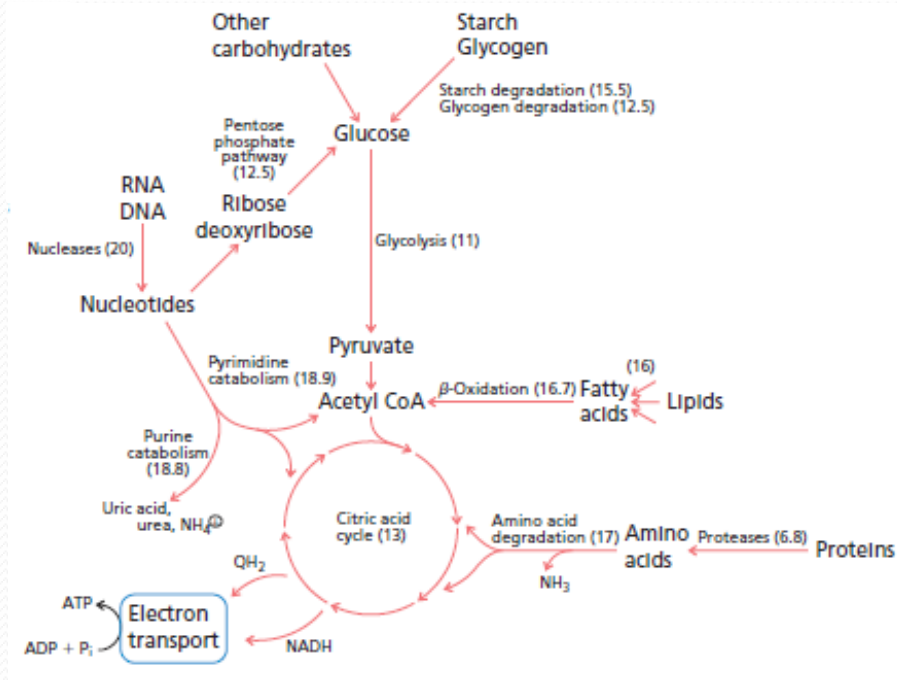 Other
carbohydrates
Starch
Glycogen
Starch degradation (15.5)
Glycogen degradation (12.5)
Glucose
Pentose
phosphate
pathway
(12.5)
RNA
DNA
Ribose
deoxyribose
Nucleases (20)
Glycolysis (11)
Nucleotides
Pyruvate
Pyrimidine
catabolism (18.9)
Acetyl CoA
β-Oxidation (16.7)
Fatty
acids
(16)
Lipids
Purine
catabolism
(18.8)
Uric acid,
urea, NH₄⊕
Citric acid
cycle (13)
Amino acid
degradation (17)
Amino
acids
Proteases (6.8)
Proteins
NH₃
QH₂
ATP
Electron
transport
ADP + Pᵢ
NADH